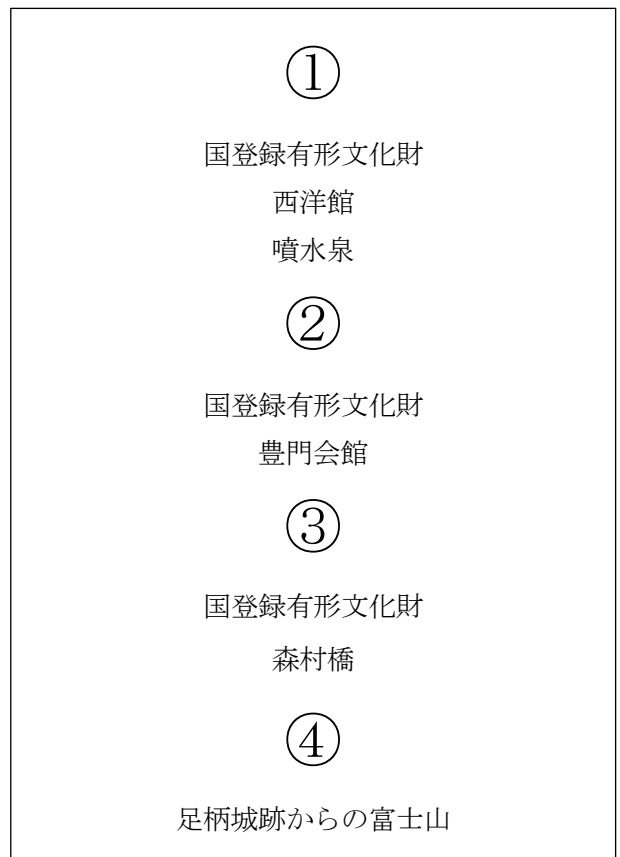 ①
国登録有形文化財
西洋館
噴水泉
②
国登録有形文化財
豊門会館
③
国登録有形文化財
森村橋
④
足柄城跡からの富士山